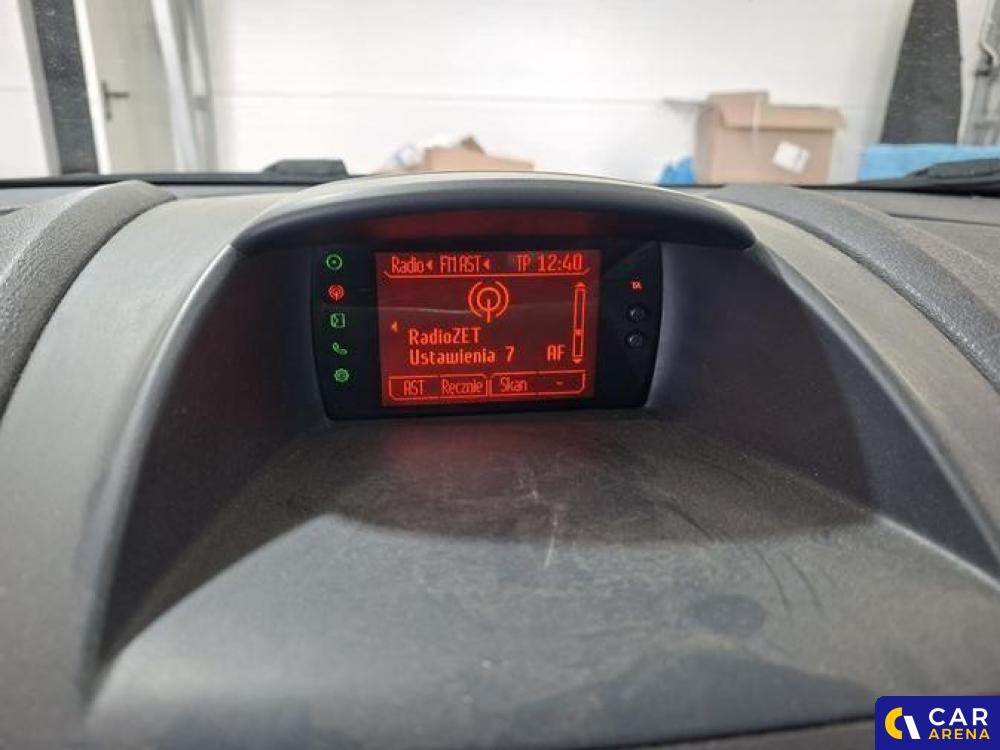 Radio FM AST TP 12:40
TA
RadioZET
Ustawienia 7 AF
AST Ręcznie Skan -
CAR
ARENA